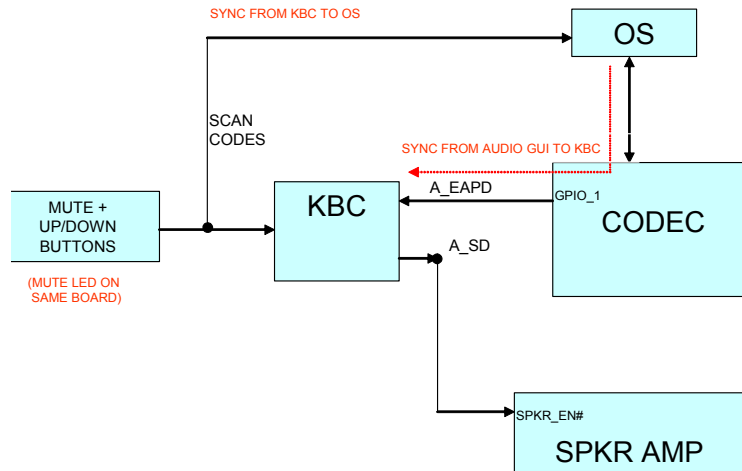 SYNC FROM KBC TO OS
OS
SCAN
CODES
SYNC FROM AUDIO GUI TO KBC
A_EAPD
GPIO_1
KBC
CODEC
MUTE +
UP/DOWN
BUTTONS
A_SD
(MUTE LED ON
SAME BOARD)
SPKR_EN#
SPKR AMP